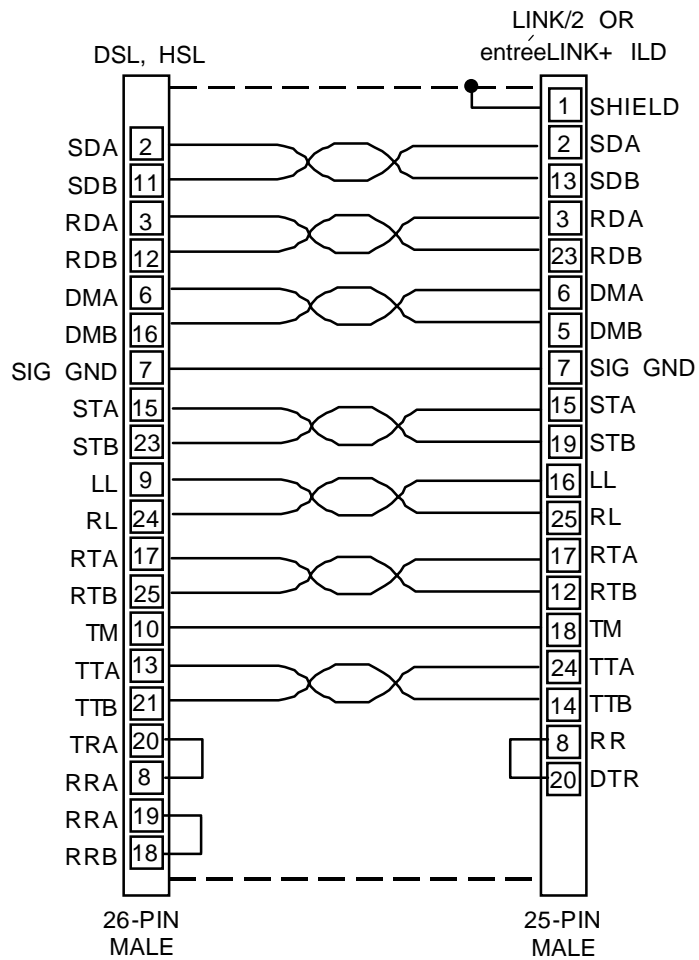 LINK/2 OR
DSL, HSL entréeLINK+ ILD
1 SHIELD
SDA 2 2 SDA
SDB 11 13 SDB
RDA 3 3 RDA
RDB 12 23 RDB
DMA 6 6 DMA
DMB 16 5 DMB
SIG GND 7 7 SIG GND
STA 15 15 STA
STB 23 19 STB
LL 9 16 LL
RL 24 25 RL
RTA 17 17 RTA
RTB 25 12 RTB
TM 10 18 TM
TTA 13 24 TTA
TTB 21 14 TTB
TRA 20 8 RR
RRA 8 20 DTR
RRA 19
RRB 18
26-PIN 25-PIN
MALE MALE